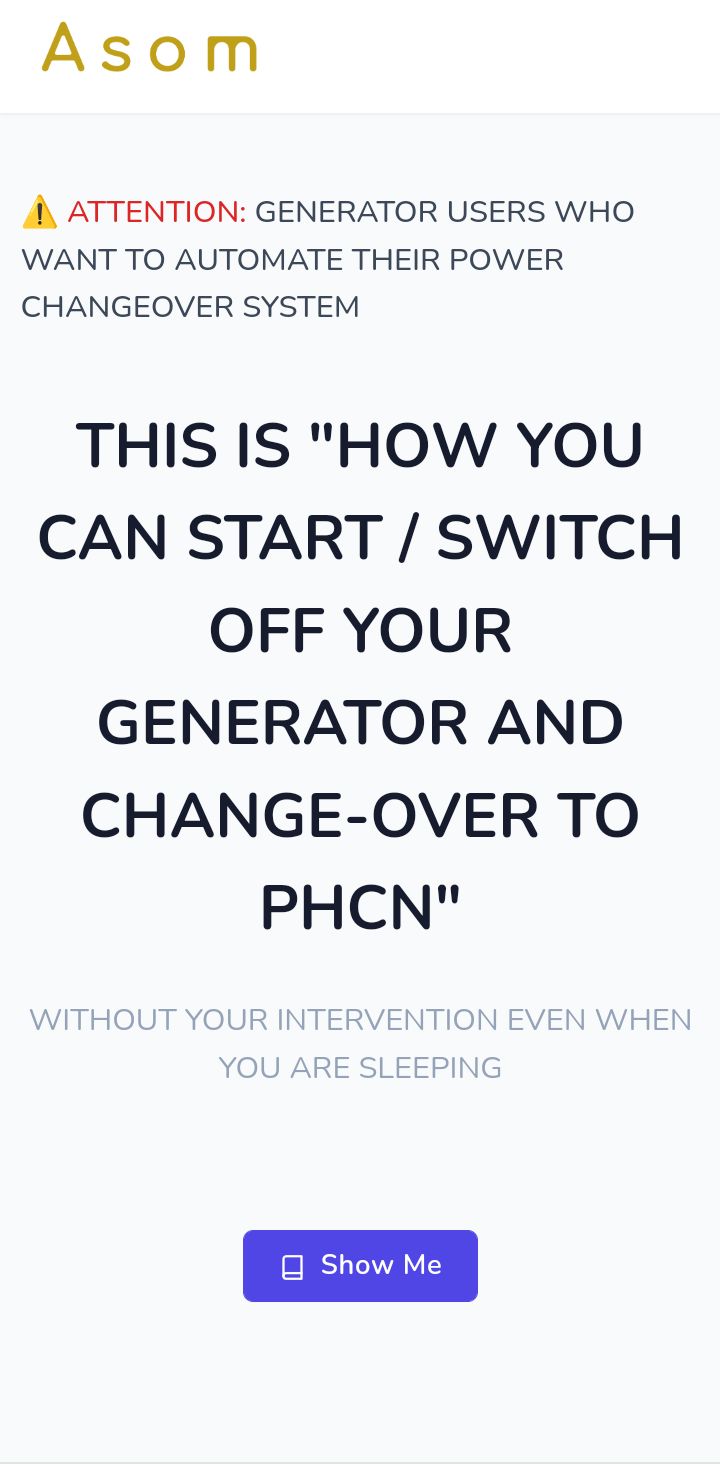 Asom
⚠️ ATTENTION: GENERATOR USERS WHO
WANT TO AUTOMATE THEIR POWER
CHANGEOVER SYSTEM
THIS IS "HOW YOU
CAN START / SWITCH
OFF YOUR
GENERATOR AND
CHANGE-OVER TO
PHCN"
WITHOUT YOUR INTERVENTION EVEN WHEN
YOU ARE SLEEPING
Show Me